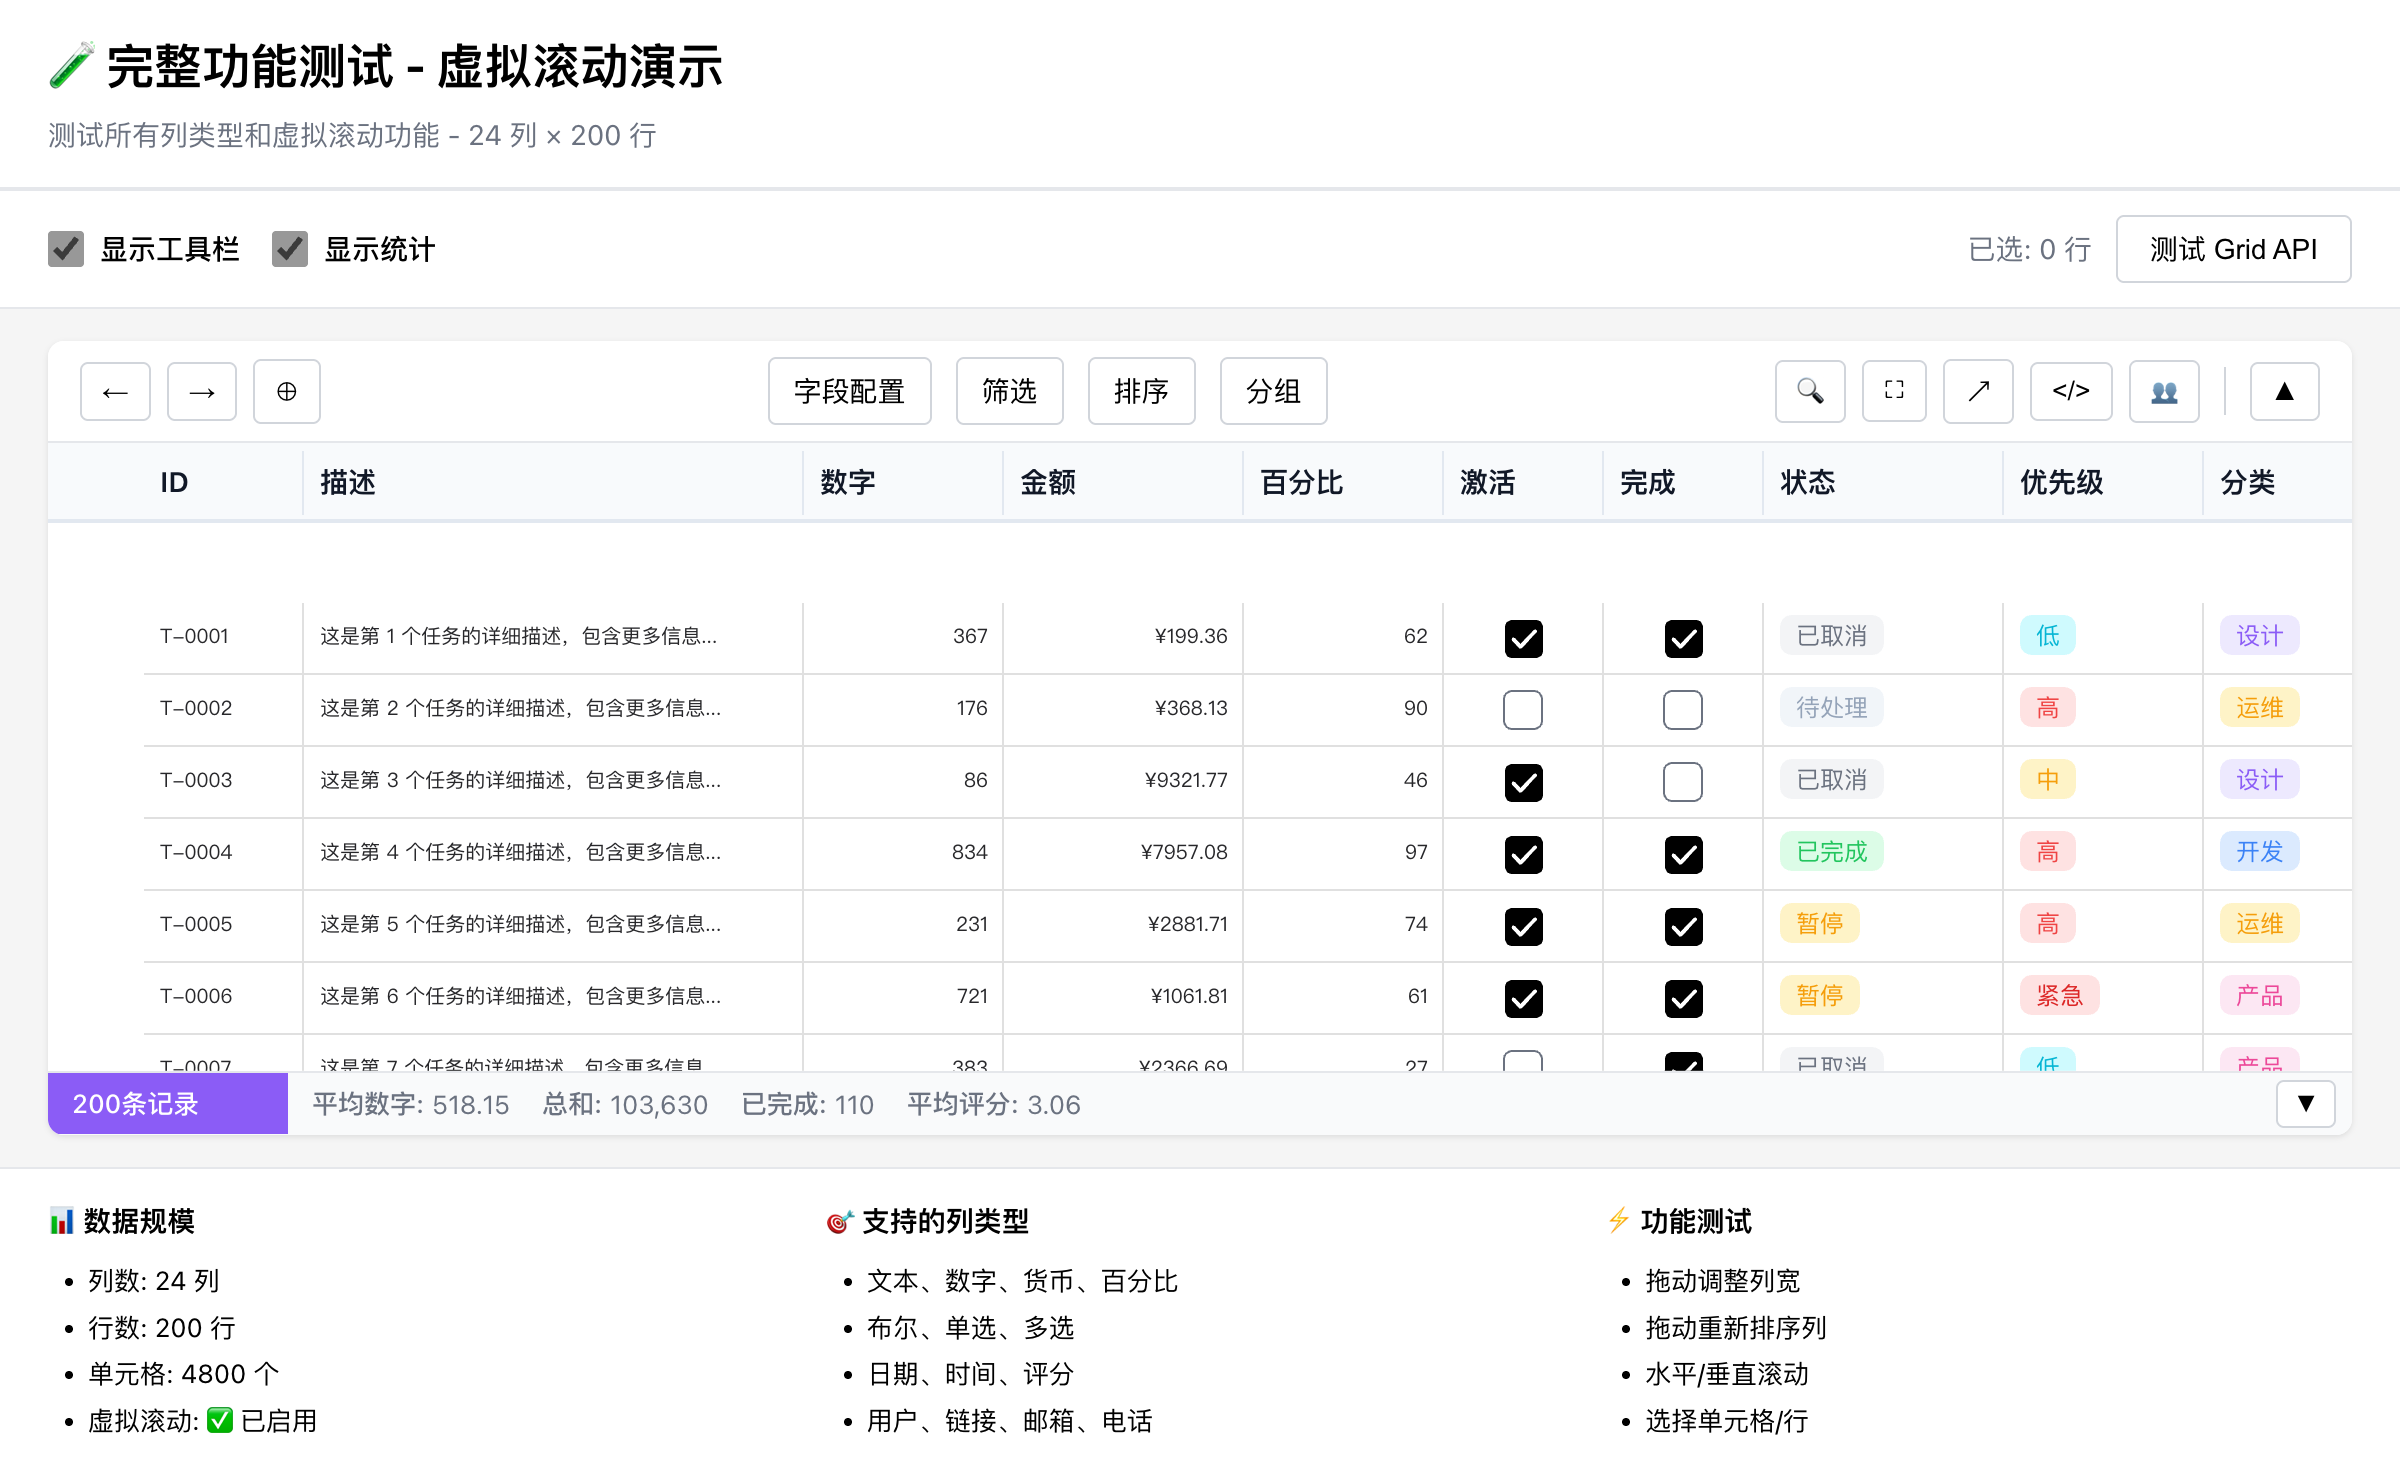 🧪 完整功能测试 - 虚拟滚动演示
测试所有列类型和虚拟滚动功能 - 24 列 × 200 行
显示工具栏 显示统计 已选: 0 行 测试 Grid API
← → ⊕ 字段配置 筛选 排序 分组 🔍 ⛶ ↗ </> 👥 ▲
ID 描述 数字 金额 百分比 激活 完成 状态 优先级 分类
T-0001 这是第 1 个任务的详细描述，包含更多信息... 367 ¥199.36 62 已取消 低 设计
T-0002 这是第 2 个任务的详细描述，包含更多信息... 176 ¥368.13 90 待处理 高 运维
T-0003 这是第 3 个任务的详细描述，包含更多信息... 86 ¥9321.77 46 已取消 中 设计
T-0004 这是第 4 个任务的详细描述，包含更多信息... 834 ¥7957.08 97 已完成 高 开发
T-0005 这是第 5 个任务的详细描述，包含更多信息... 231 ¥2881.71 74 暂停 高 运维
T-0006 这是第 6 个任务的详细描述，包含更多信息... 721 ¥1061.81 61 暂停 紧急 产品
T-0007 这是第 7 个任务的详细描述，包含更多信息... 383 ¥2366.69 27 已取消 低 产品
200条记录 平均数字: 518.15 总和: 103,630 已完成: 110 平均评分: 3.06 ▼
📊 数据规模
• 列数: 24 列
• 行数: 200 行
• 单元格: 4800 个
• 虚拟滚动: ✅ 已启用
🎯 支持的列类型
• 文本、数字、货币、百分比
• 布尔、单选、多选
• 日期、时间、评分
• 用户、链接、邮箱、电话
⚡ 功能测试
• 拖动调整列宽
• 拖动重新排序列
• 水平/垂直滚动
• 选择单元格/行